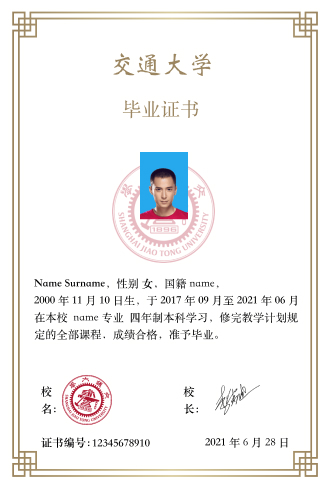 交通大学
毕业证书
SHANGHAI JIAO TONG UNIVERSITY
1896
Name Surname，性别 女，国籍 name，
2000 年 11 月 10 日生，于 2017 年 09 月至 2021 年 06 月
在本校 name 专业 四年制本科学习，修完教学计划规
定的全部课程，成绩合格，准予毕业。
校
名：
校
长：
SHANGHAI JIAO TONG UNIVERSITY
证书编号：12345678910
2021 年 6 月 28 日